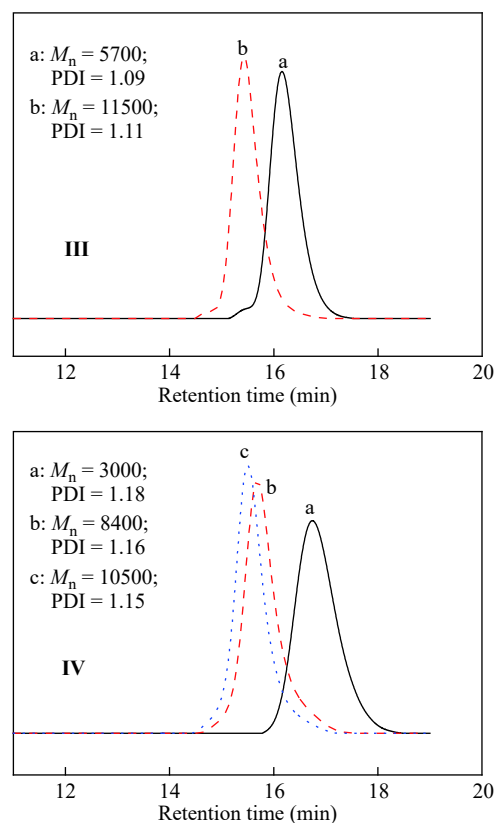 a: Mn = 5700;
PDI = 1.09
b: Mn = 11500;
PDI = 1.11
b
a
III
12 14 16 18 20
Retention time (min)
a: Mn = 3000;
PDI = 1.18
b: Mn = 8400;
PDI = 1.16
c: Mn = 10500;
PDI = 1.15
c
b
a
IV
12 14 16 18 20
Retention time (min)